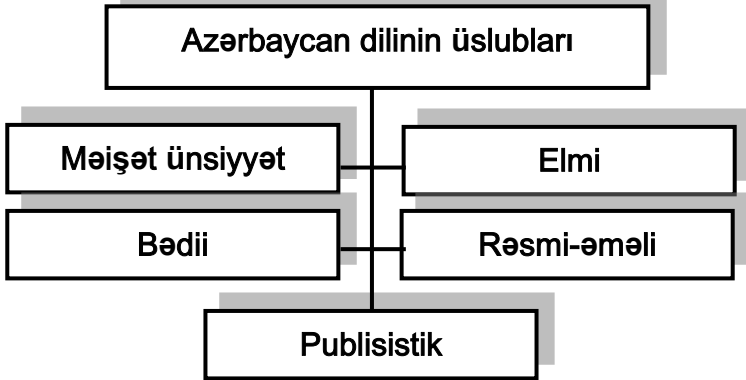 Azərbaycan dilinin üslubları
Məişət ünsiyyət
Elmi
Bədii
Rəsmi-əməli
Publisistik